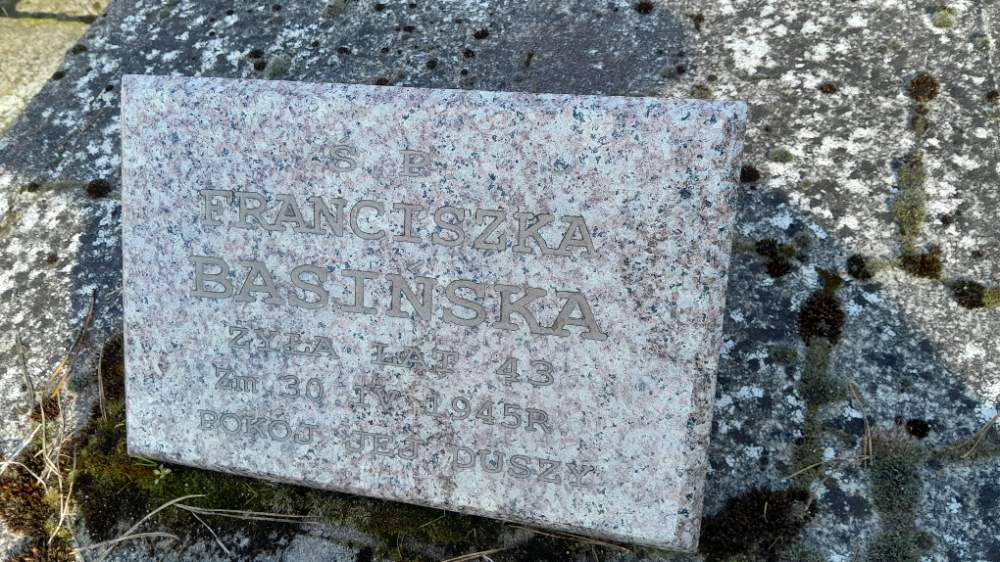 Ś P
FRANCISZKA
BASIŃSKA
ŻYŁA LAT 43
Zm 30 IV 1945R
POKÓJ JEJ DUSZY